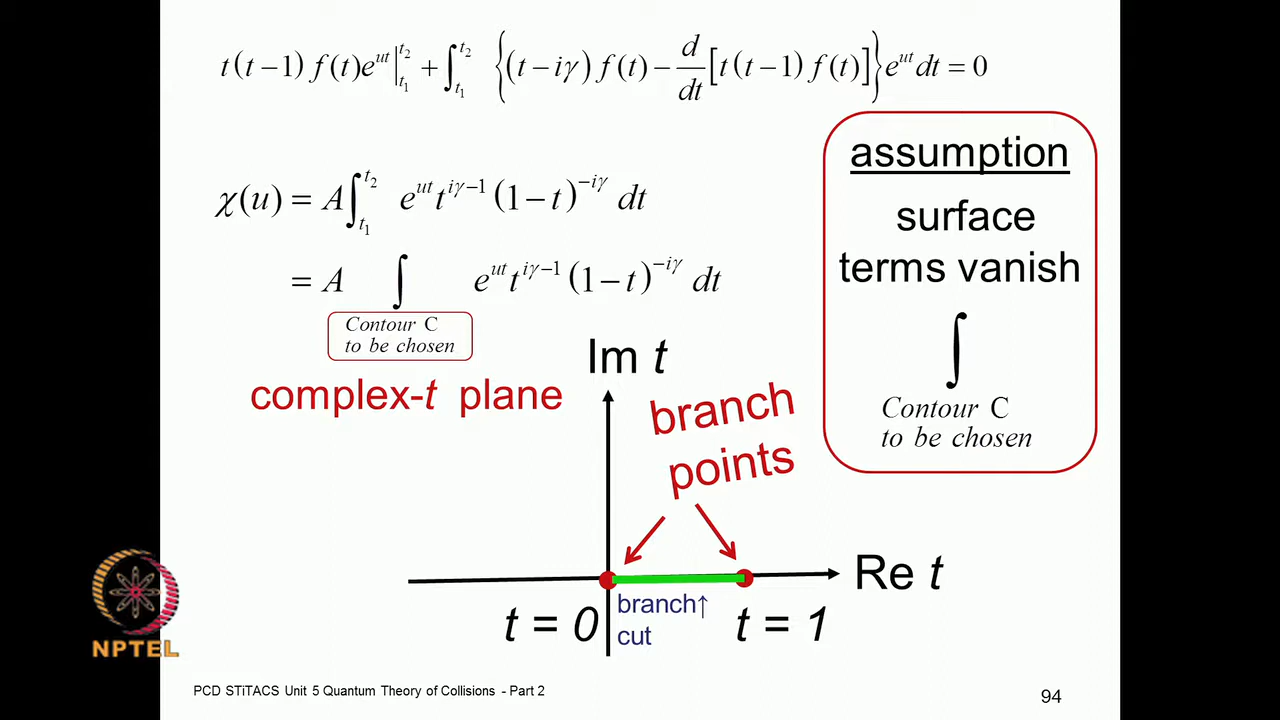 t(t−1) f(t)e^{ut}|_{t_1}^{t_2} + ∫_{t_1}^{t_2} {(t−iγ) f(t) − d/dt [t(t−1) f(t)]} e^{ut} dt = 0
assumption
surface
terms vanish
∫
Contour C
to be chosen
χ(u) = A∫_{t_1}^{t_2} e^{ut} t^{iγ−1} (1−t)^{−iγ} dt
= A ∫ e^{ut} t^{iγ−1} (1−t)^{−iγ} dt
Contour C
to be chosen
complex-t plane
Im t
branch
points
Re t
t = 0
branch↑
cut
t = 1
NPTEL
PCD STiTACS Unit 5 Quantum Theory of Collisions - Part 2
94